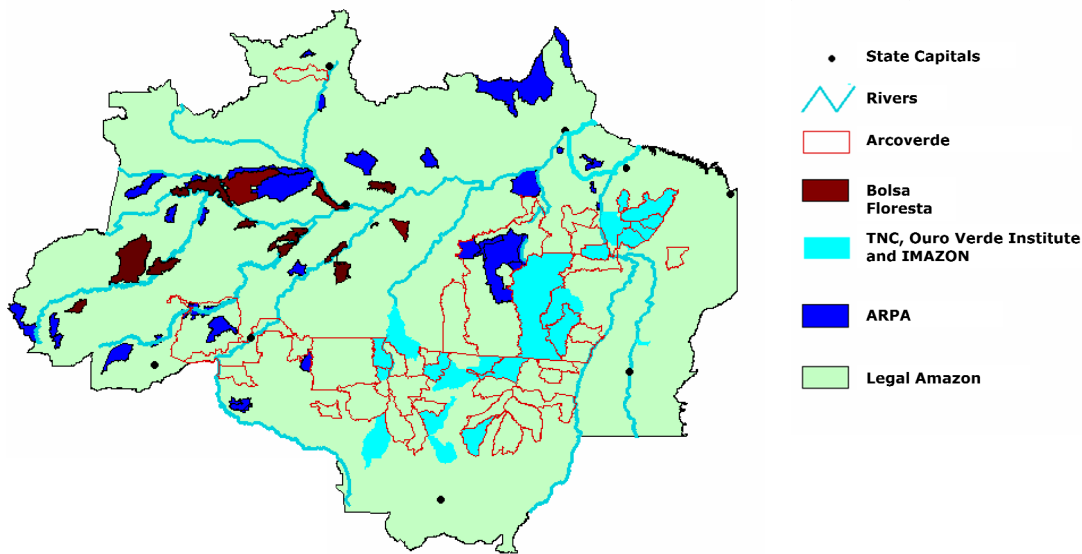 State Capitals
Rivers
Arcoverde
Bolsa
Floresta
TNC, Ouro Verde Institute
and IMAZON
ARPA
Legal Amazon